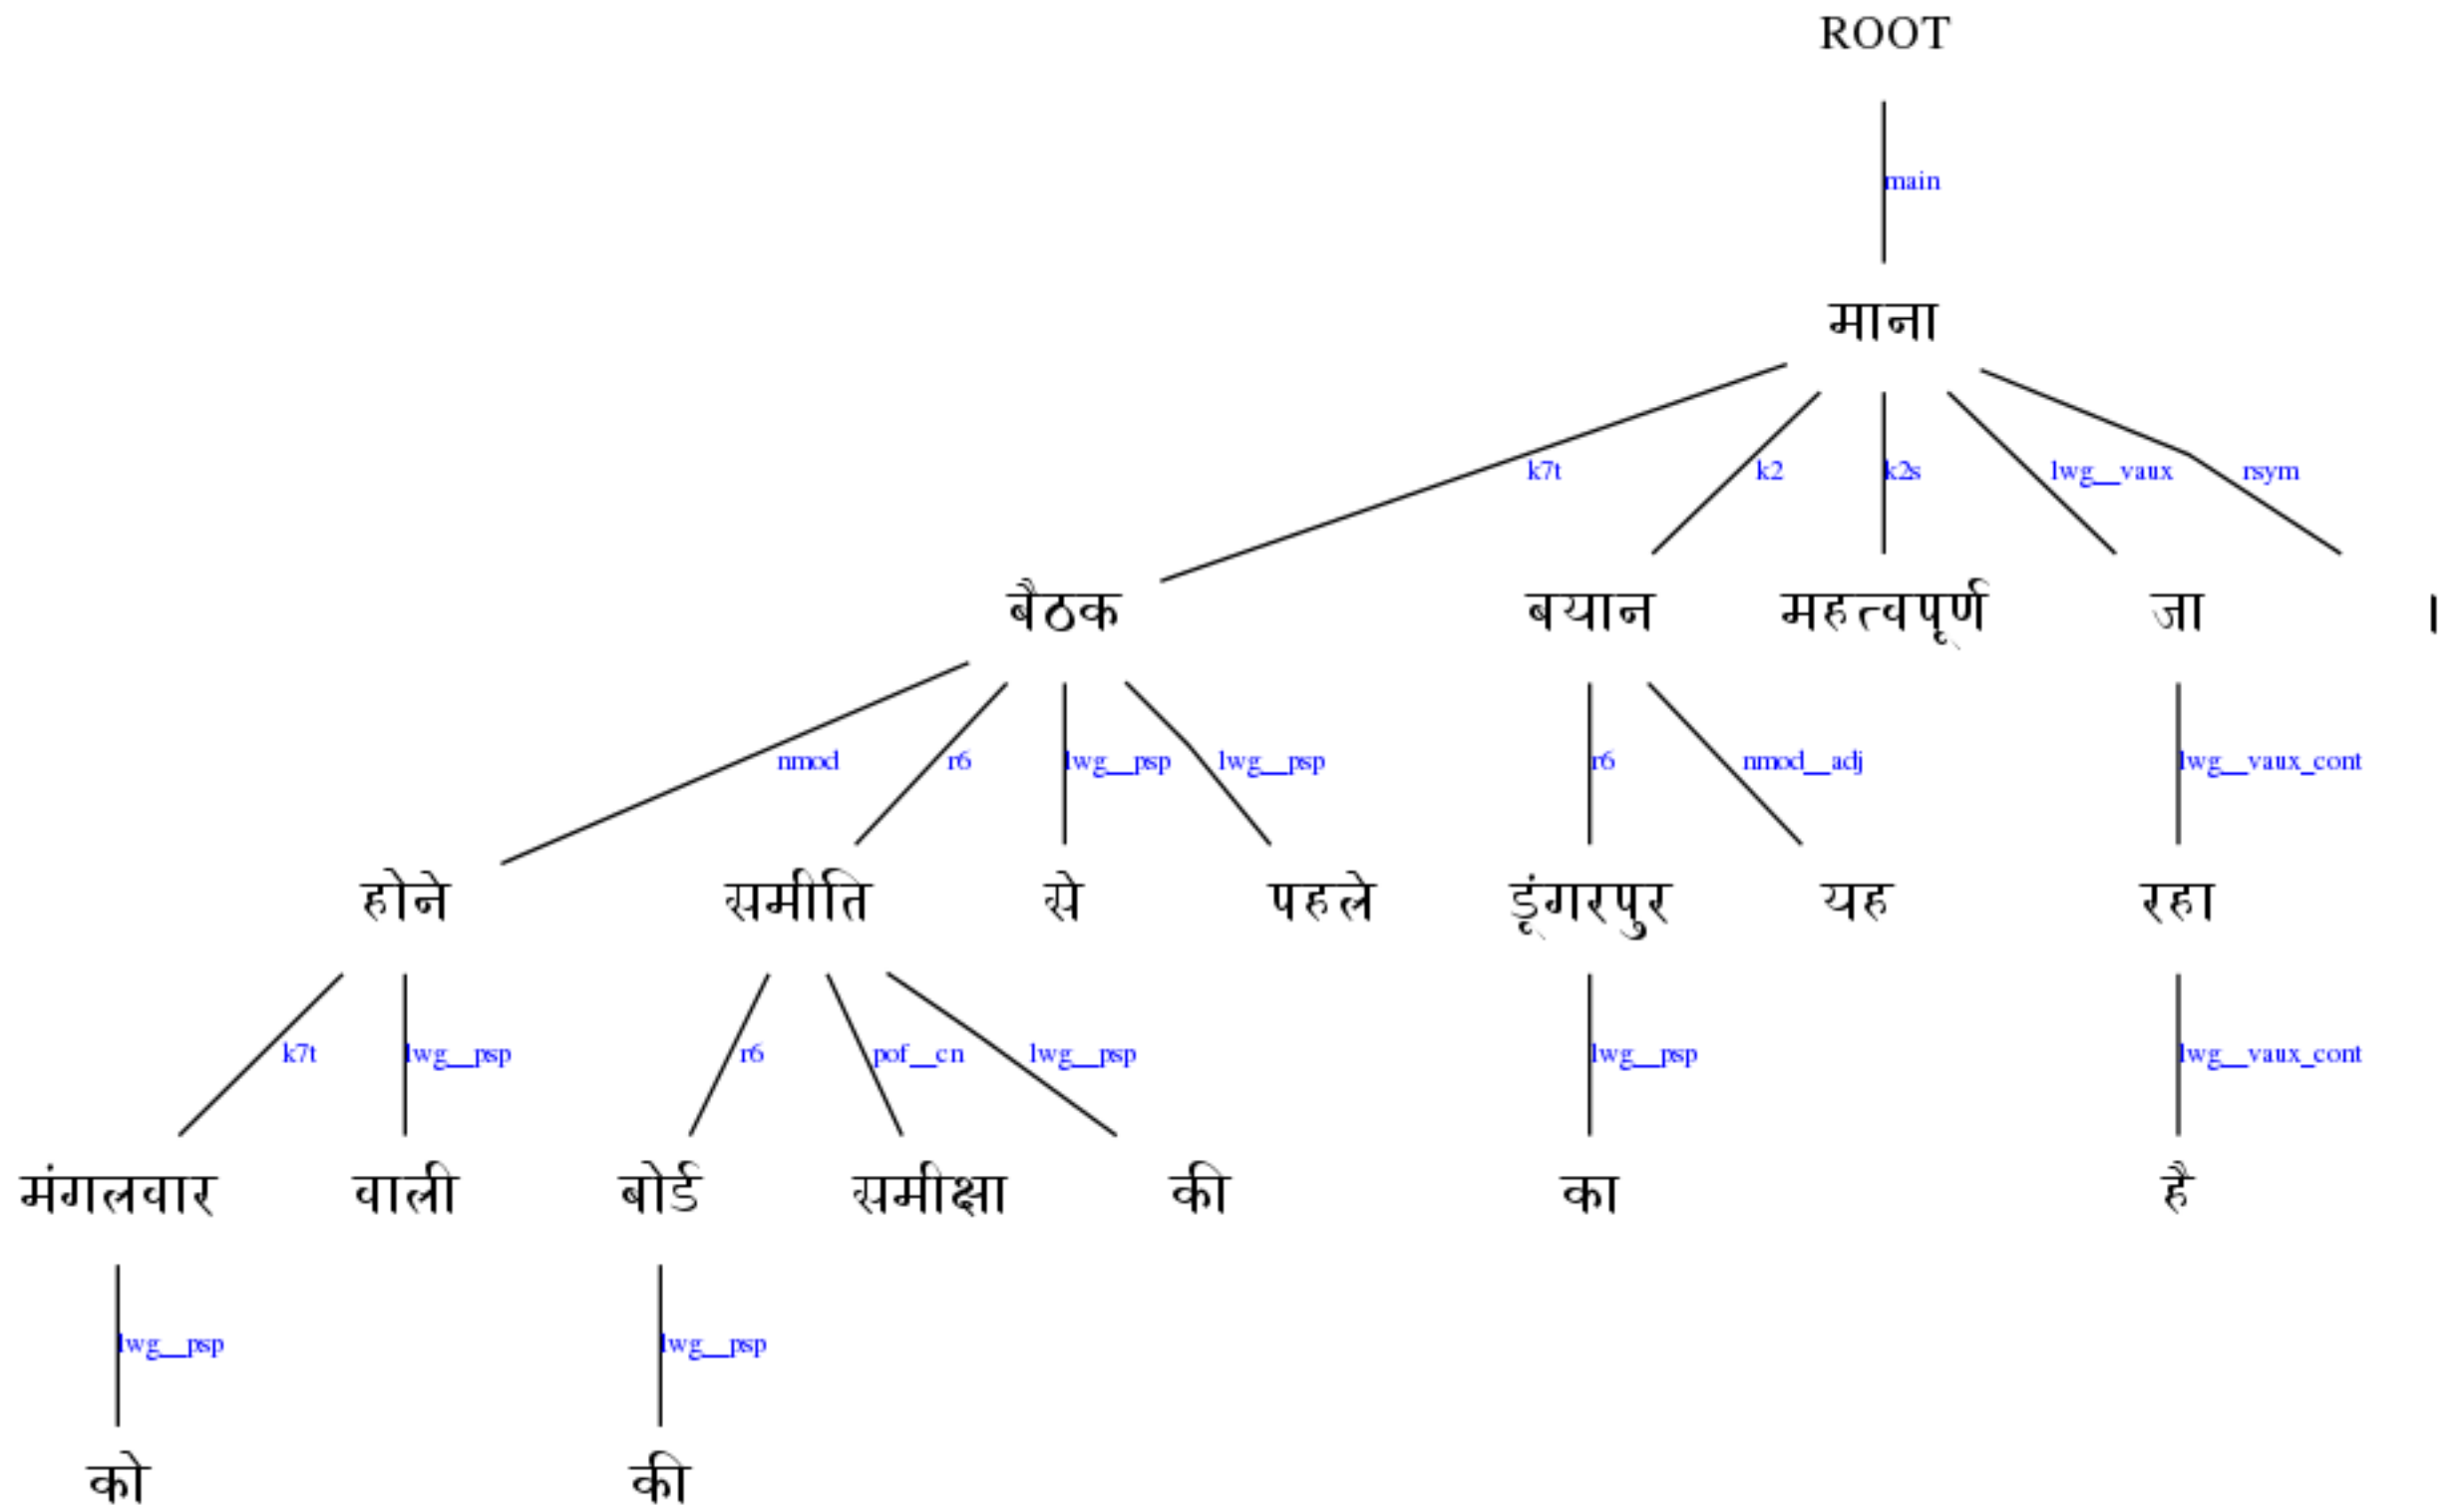 ROOT
main
माना
k7t k2 k2s lwg__vaux rsym
बैठक बयान महत्वपूर्ण जा ।
nmod r6 lwg__psp lwg__psp r6 nmod__adj lwg__vaux_cont
होने समीति से पहले डूंगरपुर यह रहा
k7t lwg__psp r6 pof__cn lwg__psp lwg__psp lwg__vaux_cont
मंगलवार वाली बोर्ड समीक्षा की का है
lwg__psp lwg__psp
को की